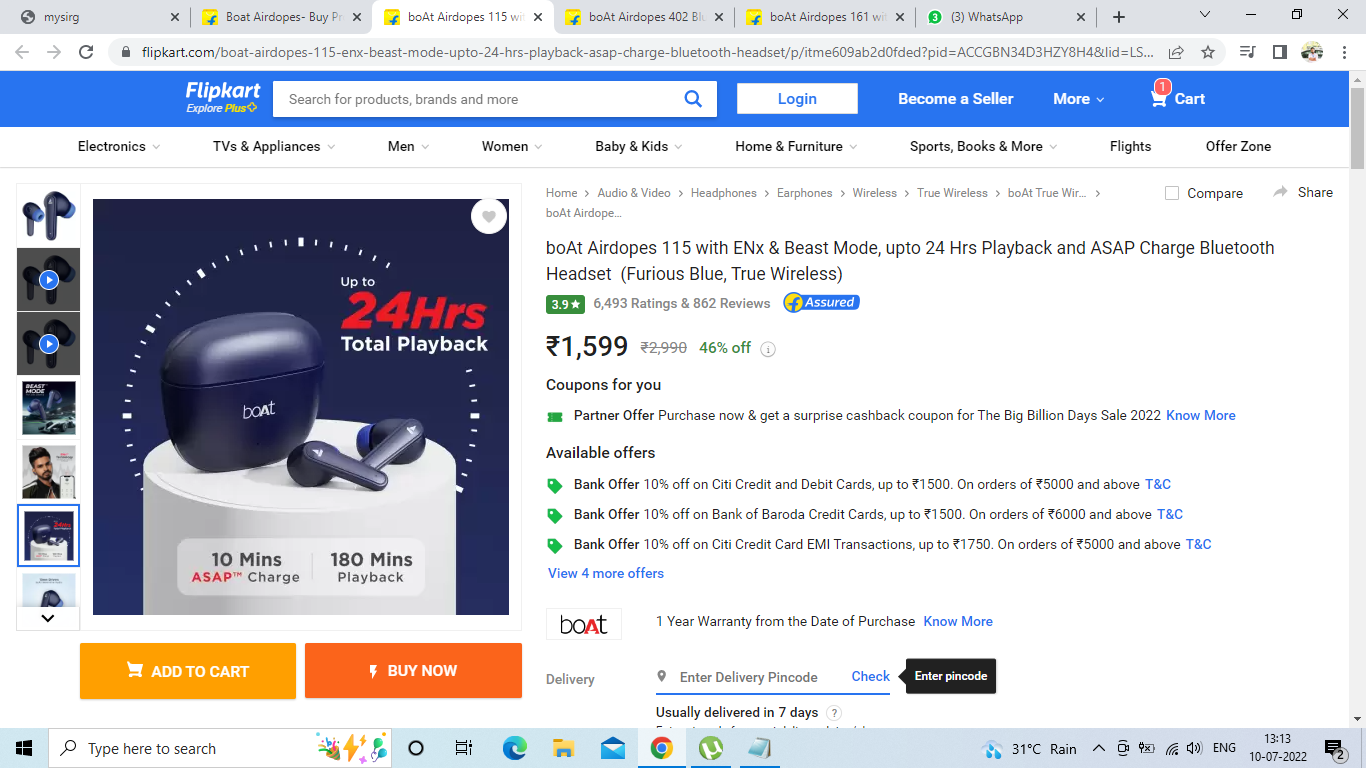 mysirg
Boat Airdopes- Buy Pr
boAt Airdopes 115 wit
boAt Airdopes 402 Blu
boAt Airdopes 161 wit
3 (3) WhatsApp
flipkart.com/boat-airdopes-115-enx-beast-mode-upto-24-hrs-playback-asap-charge-bluetooth-headset/p/itme609ab2d0fded?pid=ACCGBN34D3HZY8H4&lid=LS...
Flipkart
Explore Plus
Search for products, brands and more
Login
Become a Seller
More
1
Cart
Electronics
TVs & Appliances
Men
Women
Baby & Kids
Home & Furniture
Sports, Books & More
Flights
Offer Zone
BEAST MODE
24Hrs
Up to
24Hrs
Total Playback
boAt
10 Mins
ASAP™ Charge
180 Mins
Playback
ADD TO CART
BUY NOW
Home
Audio & Video
Headphones
Earphones
Wireless
True Wireless
boAt True Wir...
boAt Airdope...
Compare
Share
boAt Airdopes 115 with ENx & Beast Mode, upto 24 Hrs Playback and ASAP Charge Bluetooth
Headset (Furious Blue, True Wireless)
3.9★ 6,493 Ratings & 862 Reviews Assured
₹1,599 ₹2,990 46% off i
Coupons for you
Partner Offer Purchase now & get a surprise cashback coupon for The Big Billion Days Sale 2022 Know More
Available offers
Bank Offer 10% off on Citi Credit and Debit Cards, up to ₹1500. On orders of ₹5000 and above T&C
Bank Offer 10% off on Bank of Baroda Credit Cards, up to ₹1500. On orders of ₹6000 and above T&C
Bank Offer 10% off on Citi Credit Card EMI Transactions, up to ₹1750. On orders of ₹5000 and above T&C
View 4 more offers
boAt
1 Year Warranty from the Date of Purchase Know More
Delivery
Enter Delivery Pincode
Check
Enter pincode
Usually delivered in 7 days ?
Type here to search
31°C Rain
ENG
13:13
10-07-2022
2